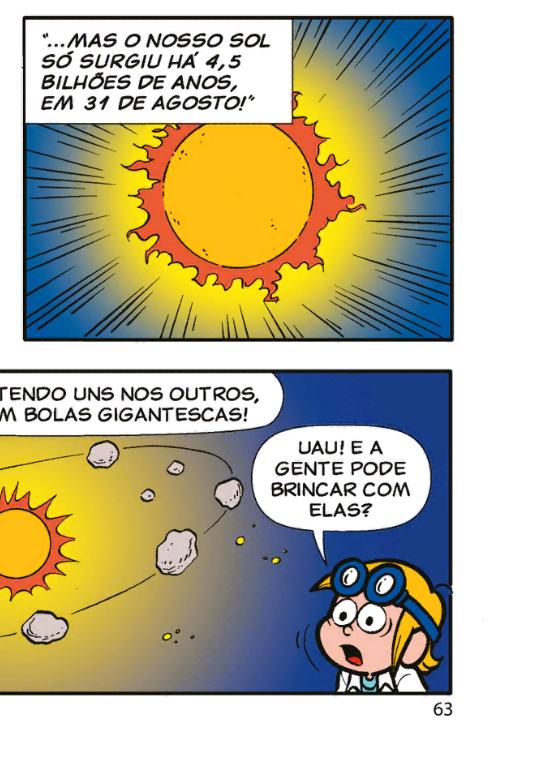 "...MAS O NOSSO SOL
SÓ SURGIU HÁ 4,5
BILHÕES DE ANOS,
EM 31 DE AGOSTO!"
TENDO UNS NOS OUTROS,
M BOLAS GIGANTESCAS!
UAU! E A
GENTE PODE
BRINCAR COM
ELAS?
63